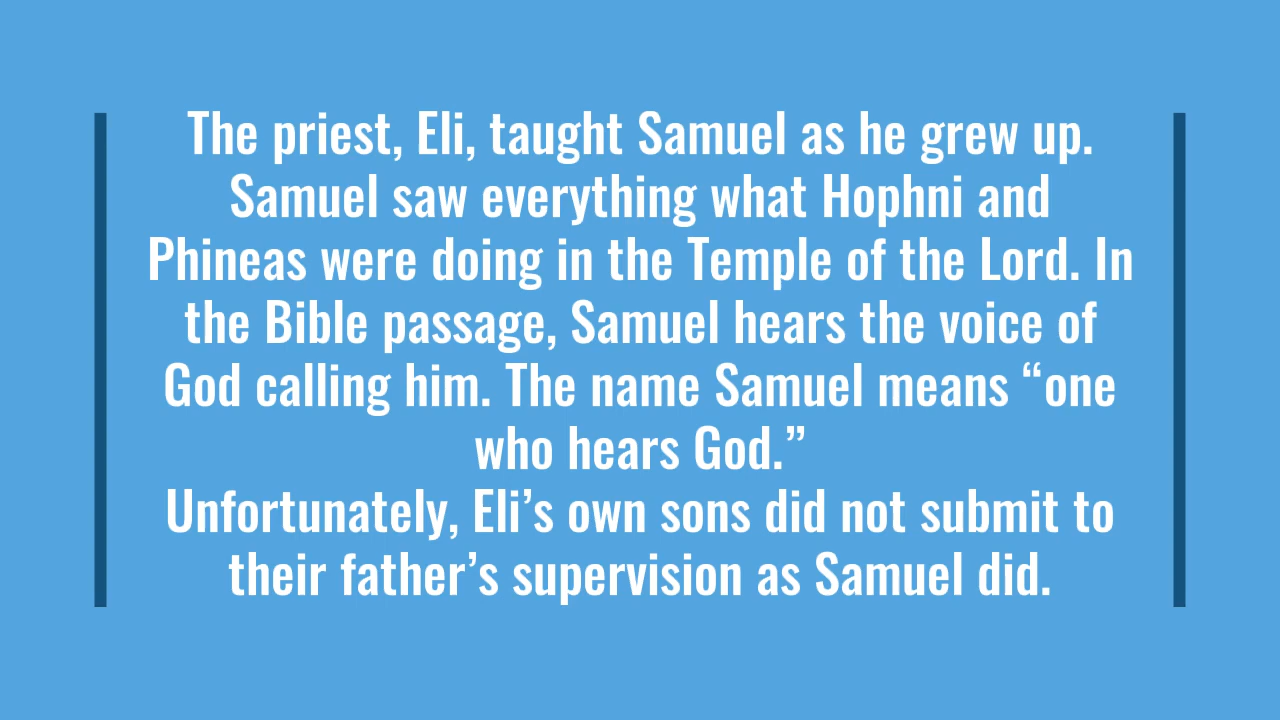 The priest, Eli, taught Samuel as he grew up.
Samuel saw everything what Hophni and
Phineas were doing in the Temple of the Lord. In
the Bible passage, Samuel hears the voice of
God calling him. The name Samuel means “one
who hears God.”
Unfortunately, Eli’s own sons did not submit to
their father’s supervision as Samuel did.